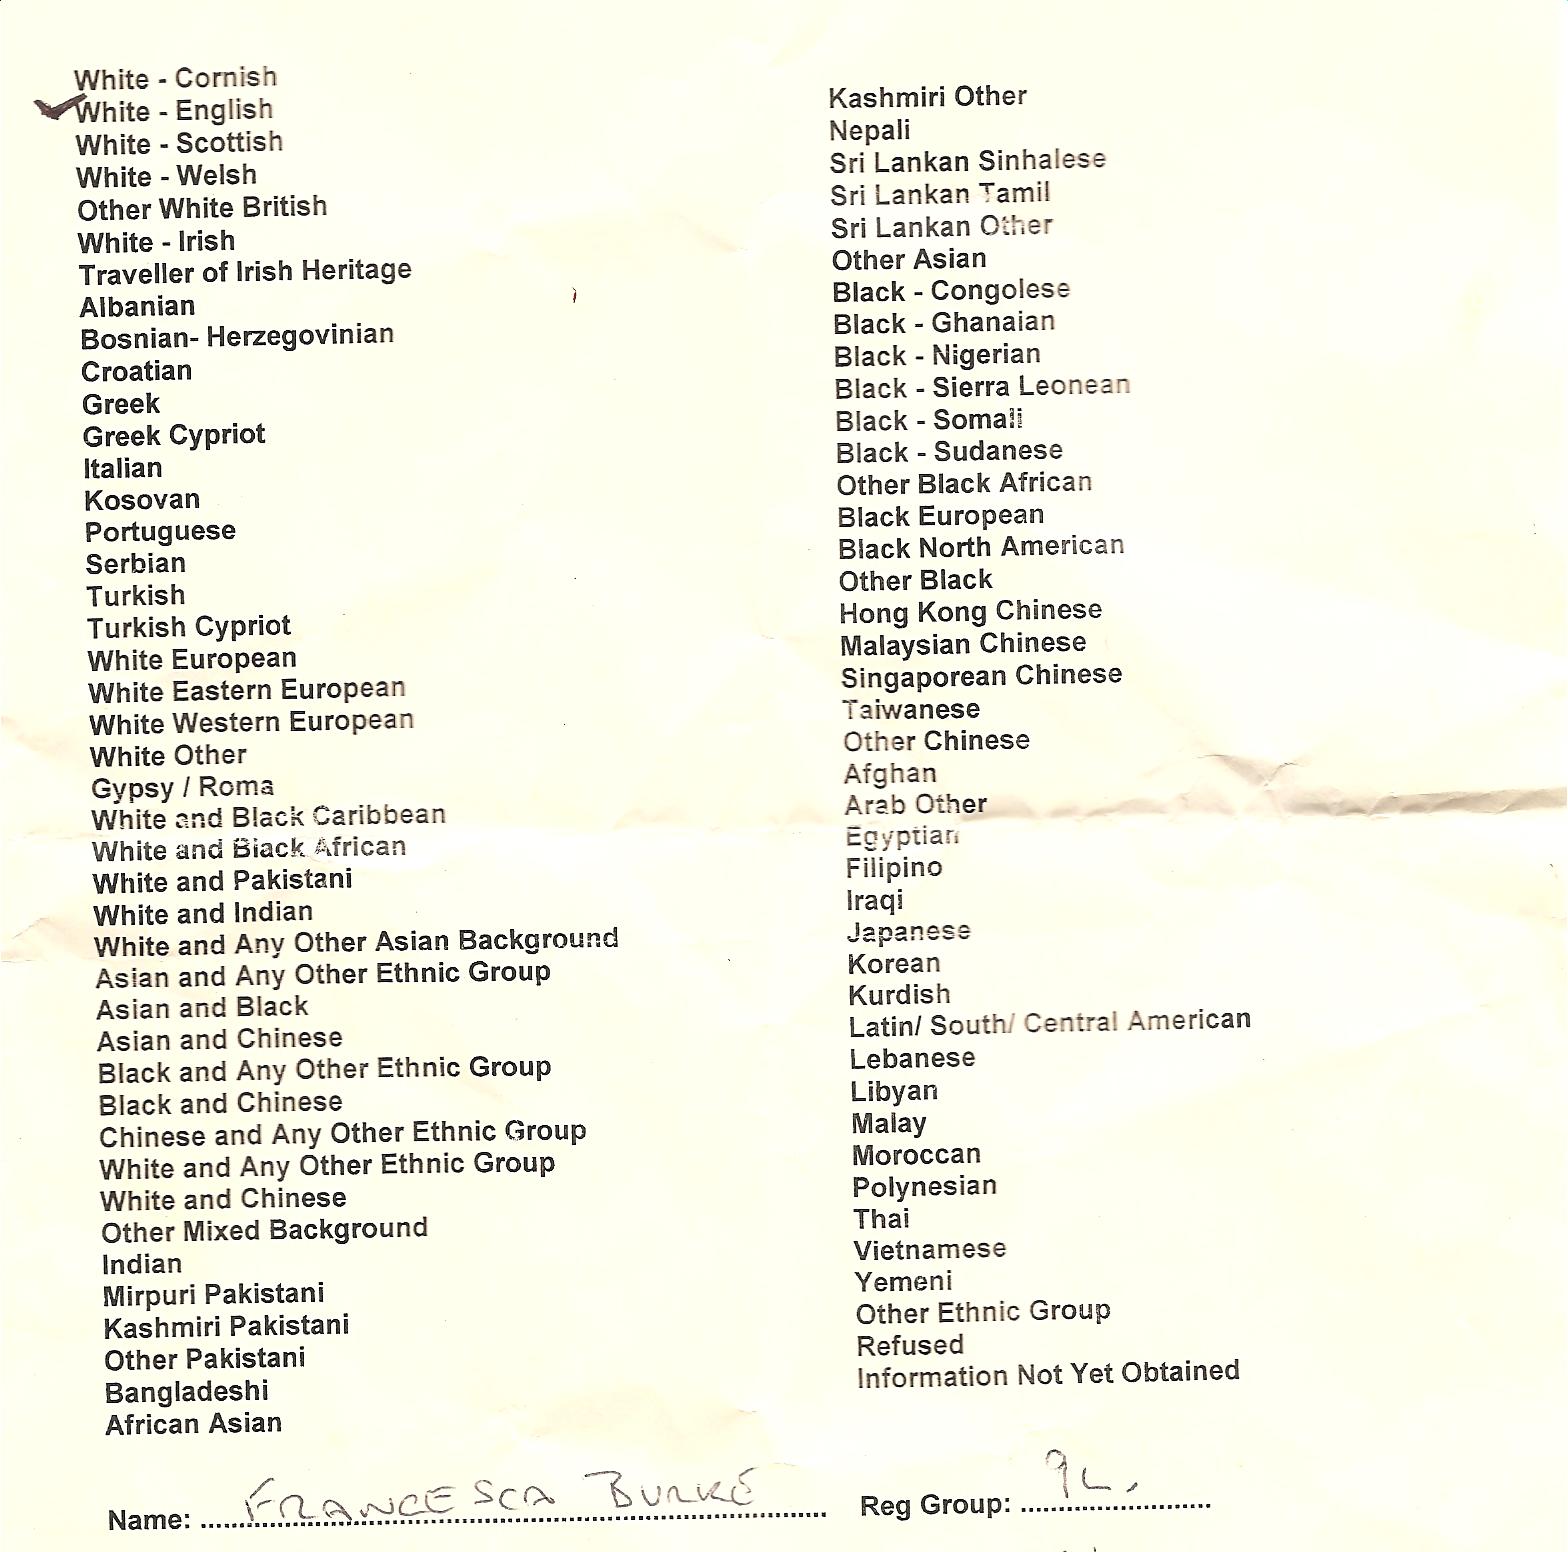 White - Cornish
White - English
White - Scottish
White - Welsh
Other White British
White - Irish
Traveller of Irish Heritage
Albanian
Bosnian- Herzegovinian
Croatian
Greek
Greek Cypriot
Italian
Kosovan
Portuguese
Serbian
Turkish
Turkish Cypriot
White European
White Eastern European
White Western European
White Other
Gypsy / Roma
White and Black Caribbean
White and Black African
White and Pakistani
White and Indian
White and Any Other Asian Background
Asian and Any Other Ethnic Group
Asian and Black
Asian and Chinese
Black and Any Other Ethnic Group
Black and Chinese
Chinese and Any Other Ethnic Group
White and Any Other Ethnic Group
White and Chinese
Other Mixed Background
Indian
Mirpuri Pakistani
Kashmiri Pakistani
Other Pakistani
Bangladeshi
African Asian
Kashmiri Other
Nepali
Sri Lankan Sinhalese
Sri Lankan Tamil
Sri Lankan Other
Other Asian
Black - Congolese
Black - Ghanaian
Black - Nigerian
Black - Sierra Leonean
Black - Somali
Black - Sudanese
Other Black African
Black European
Black North American
Other Black
Hong Kong Chinese
Malaysian Chinese
Singaporean Chinese
Taiwanese
Other Chinese
Afghan
Arab Other
Egyptian
Filipino
Iraqi
Japanese
Korean
Kurdish
Latin/ South/ Central American
Lebanese
Libyan
Malay
Moroccan
Polynesian
Thai
Vietnamese
Yemeni
Other Ethnic Group
Refused
Information Not Yet Obtained
Name: FRANCESCA BURKE Reg Group: 9L.